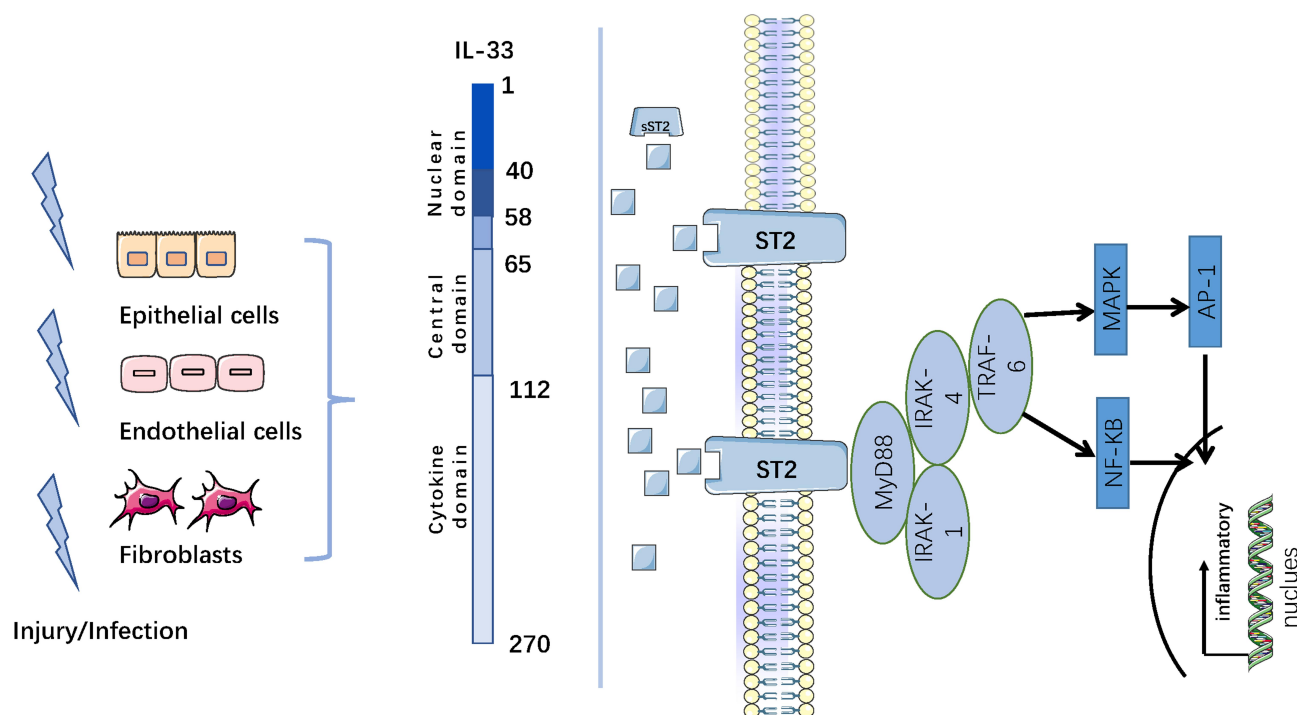 IL-33
1
40
58
65
112
270
Nuclear
domain
Central
domain
Cytokine
domain
Epithelial cells
Endothelial cells
Fibroblasts
Injury/Infection
sST2
ST2
ST2
MyD88
IRAK-
4
IRAK-
1
TRAF-
6
MAPK
AP-1
NF-KB
inflammatory
nuclues